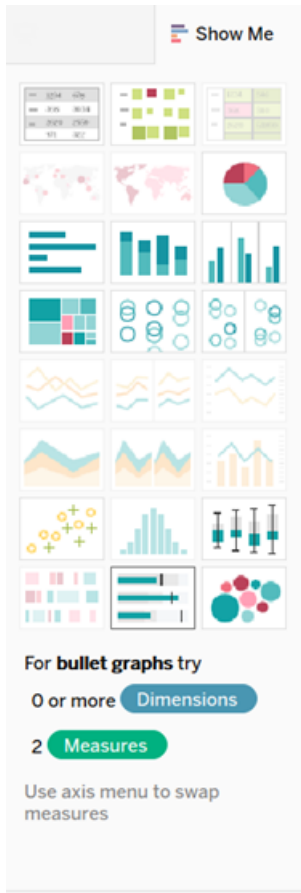 Show Me
For bullet graphs try
0 or more Dimensions
2 Measures
Use axis menu to swap
measures